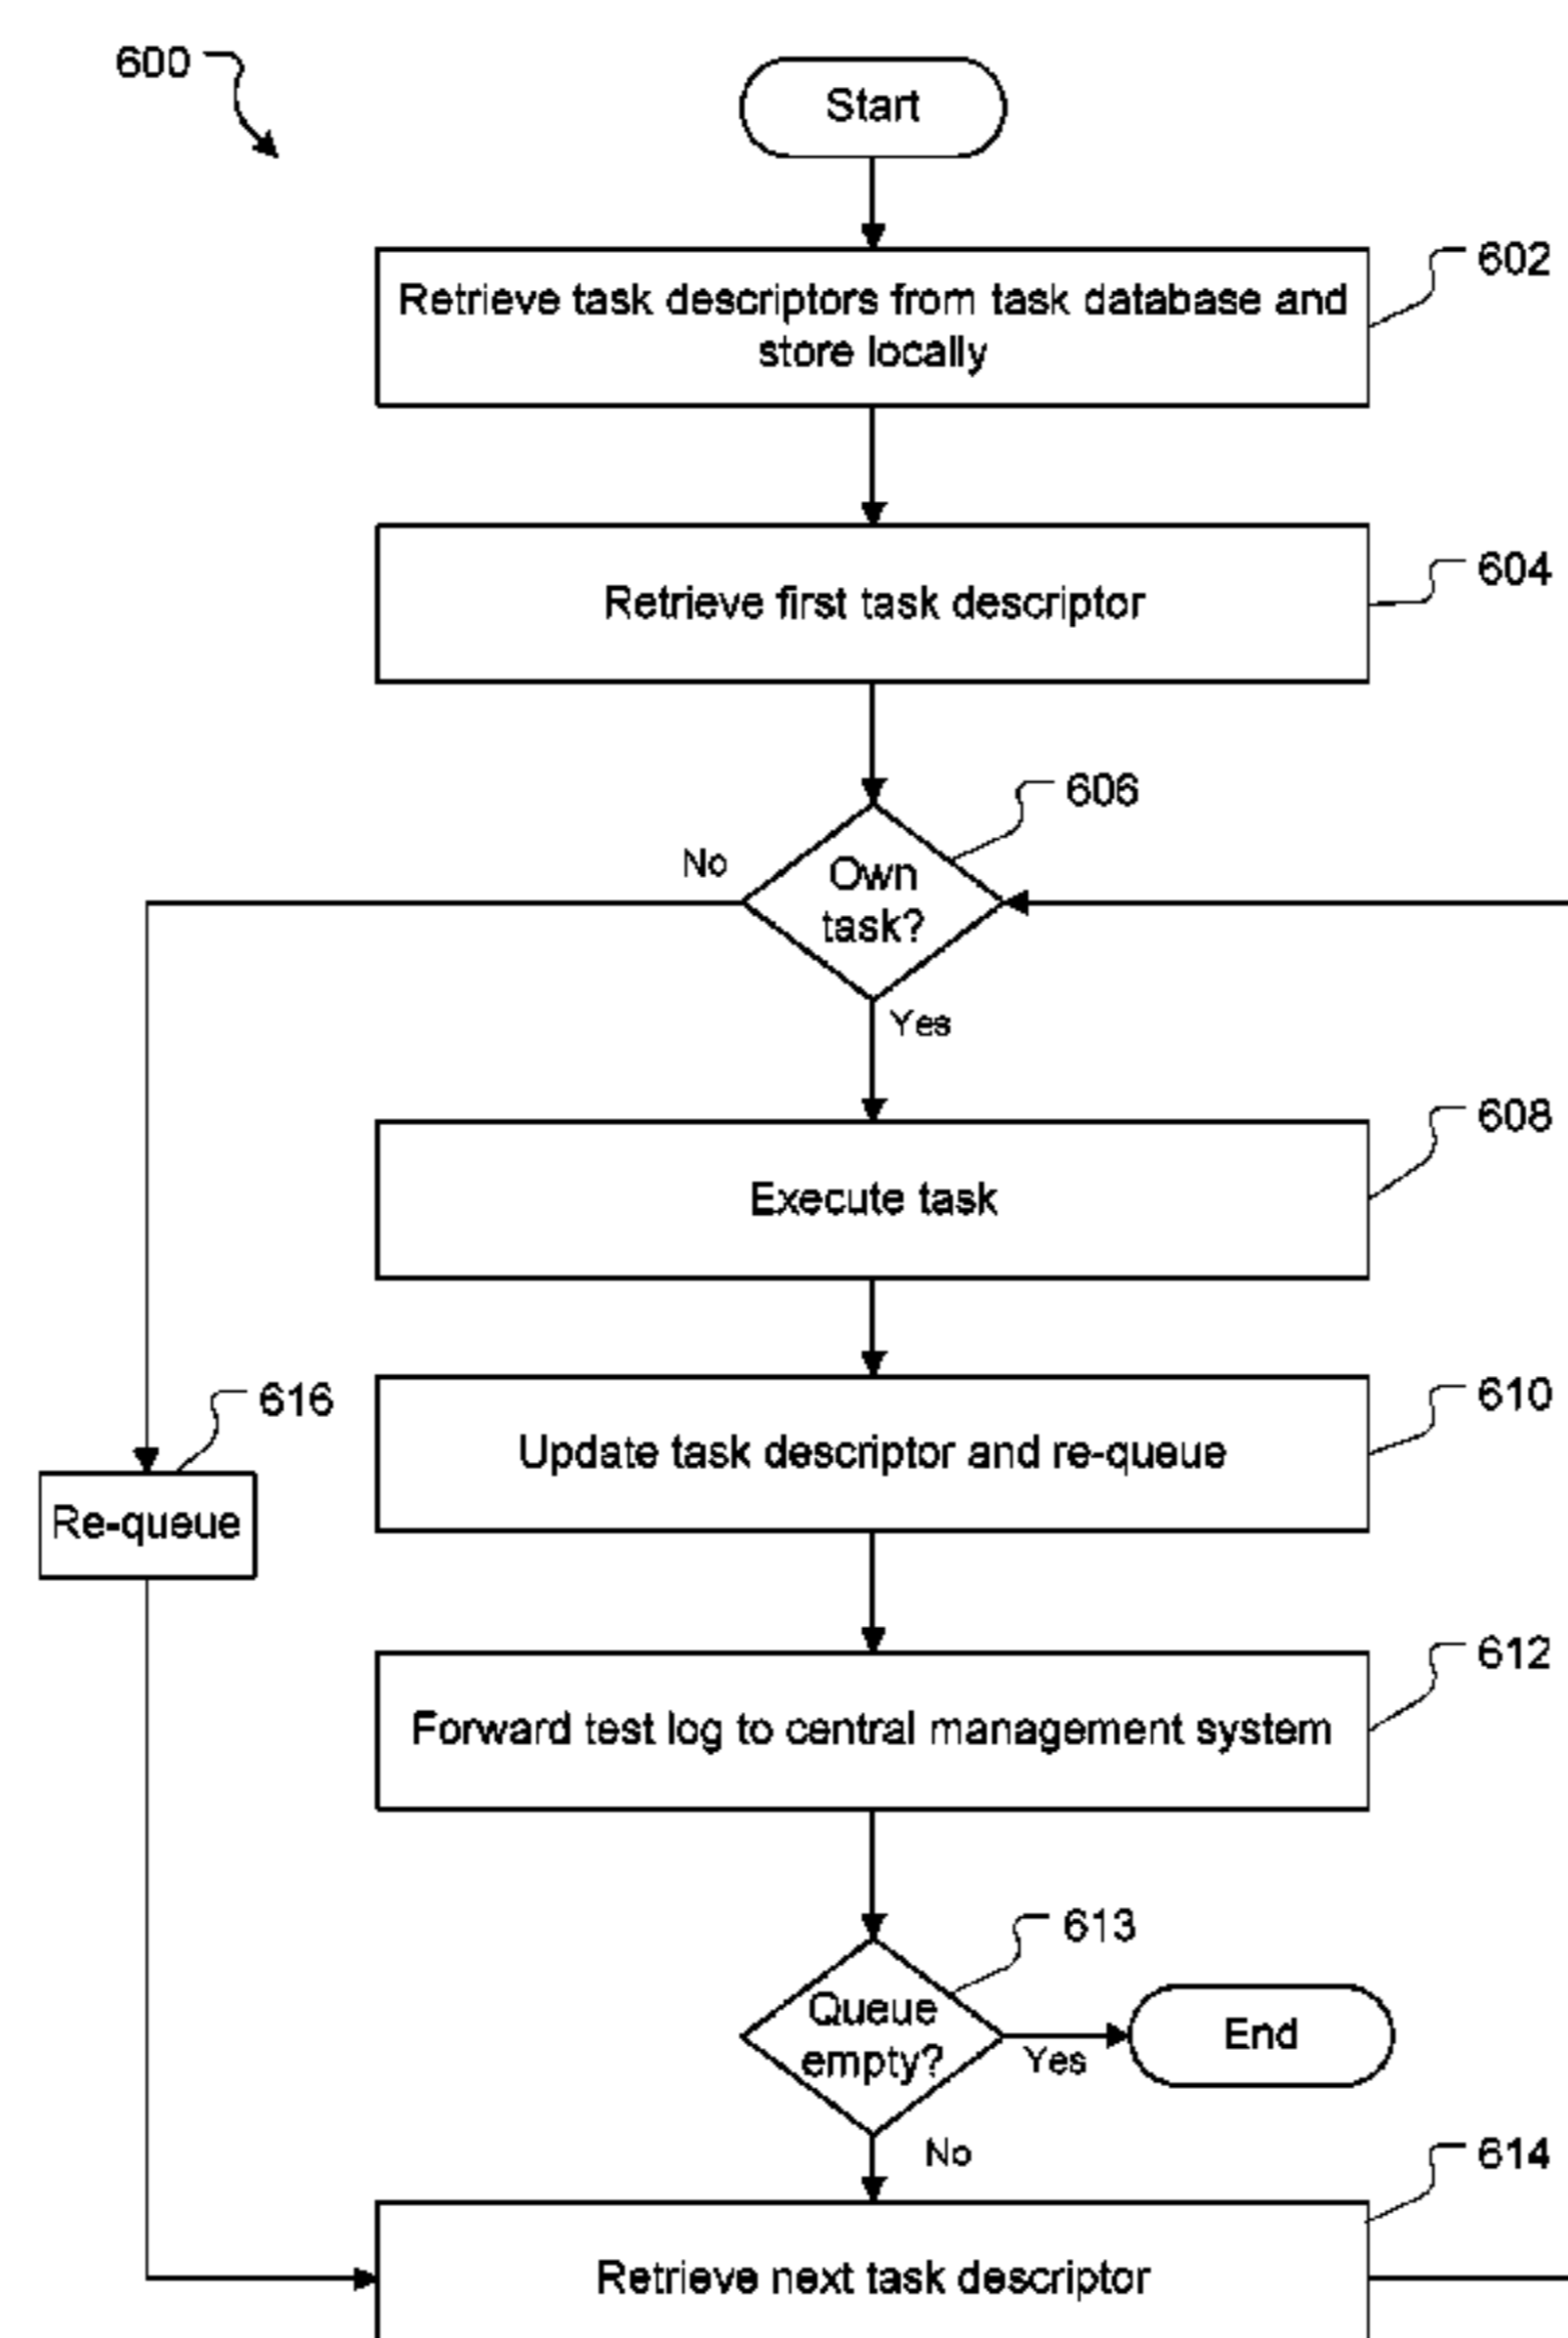 600
Start
602
Retrieve task descriptors from task database and
store locally
604
Retrieve first task descriptor
606
No
Own
task?
Yes
608
Execute task
616
610
Update task descriptor and re-queue
Re-queue
612
Forward test log to central management system
613
Queue
empty?
Yes
End
No
614
Retrieve next task descriptor